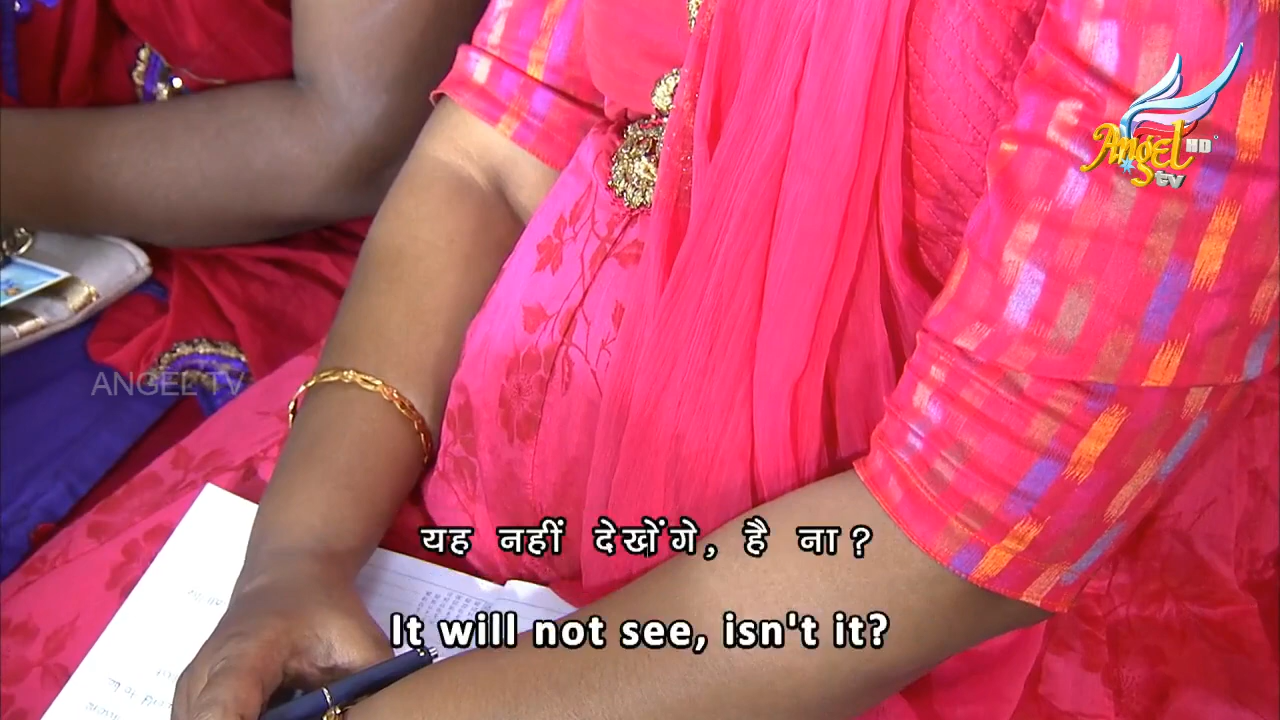 Angel HD
tv
ANGEL TV
यह नहीं देखेंगे, है ना?
It will not see, isn't it?